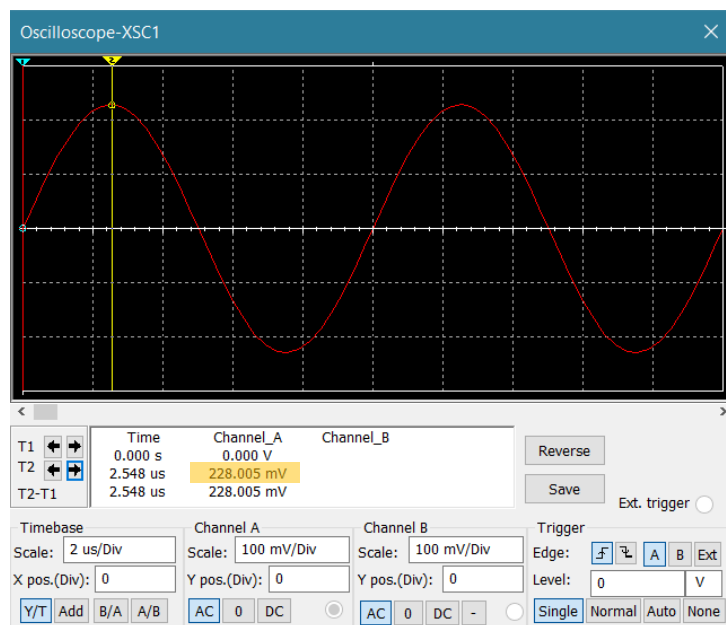 Oscilloscope-XSC1
1 2
Time Channel_A Channel_B
T1 0.000 s 0.000 V
T2 2.548 us 228.005 mV
T2-T1 2.548 us 228.005 mV
Reverse
Save
Ext. trigger
Timebase
Scale: 2 us/Div
X pos.(Div): 0
Y/T Add B/A A/B
Channel A
Scale: 100 mV/Div
Y pos.(Div): 0
AC 0 DC
Channel B
Scale: 100 mV/Div
Y pos.(Div): 0
AC 0 DC -
Trigger
Edge: A B Ext
Level: 0 V
Single Normal Auto None